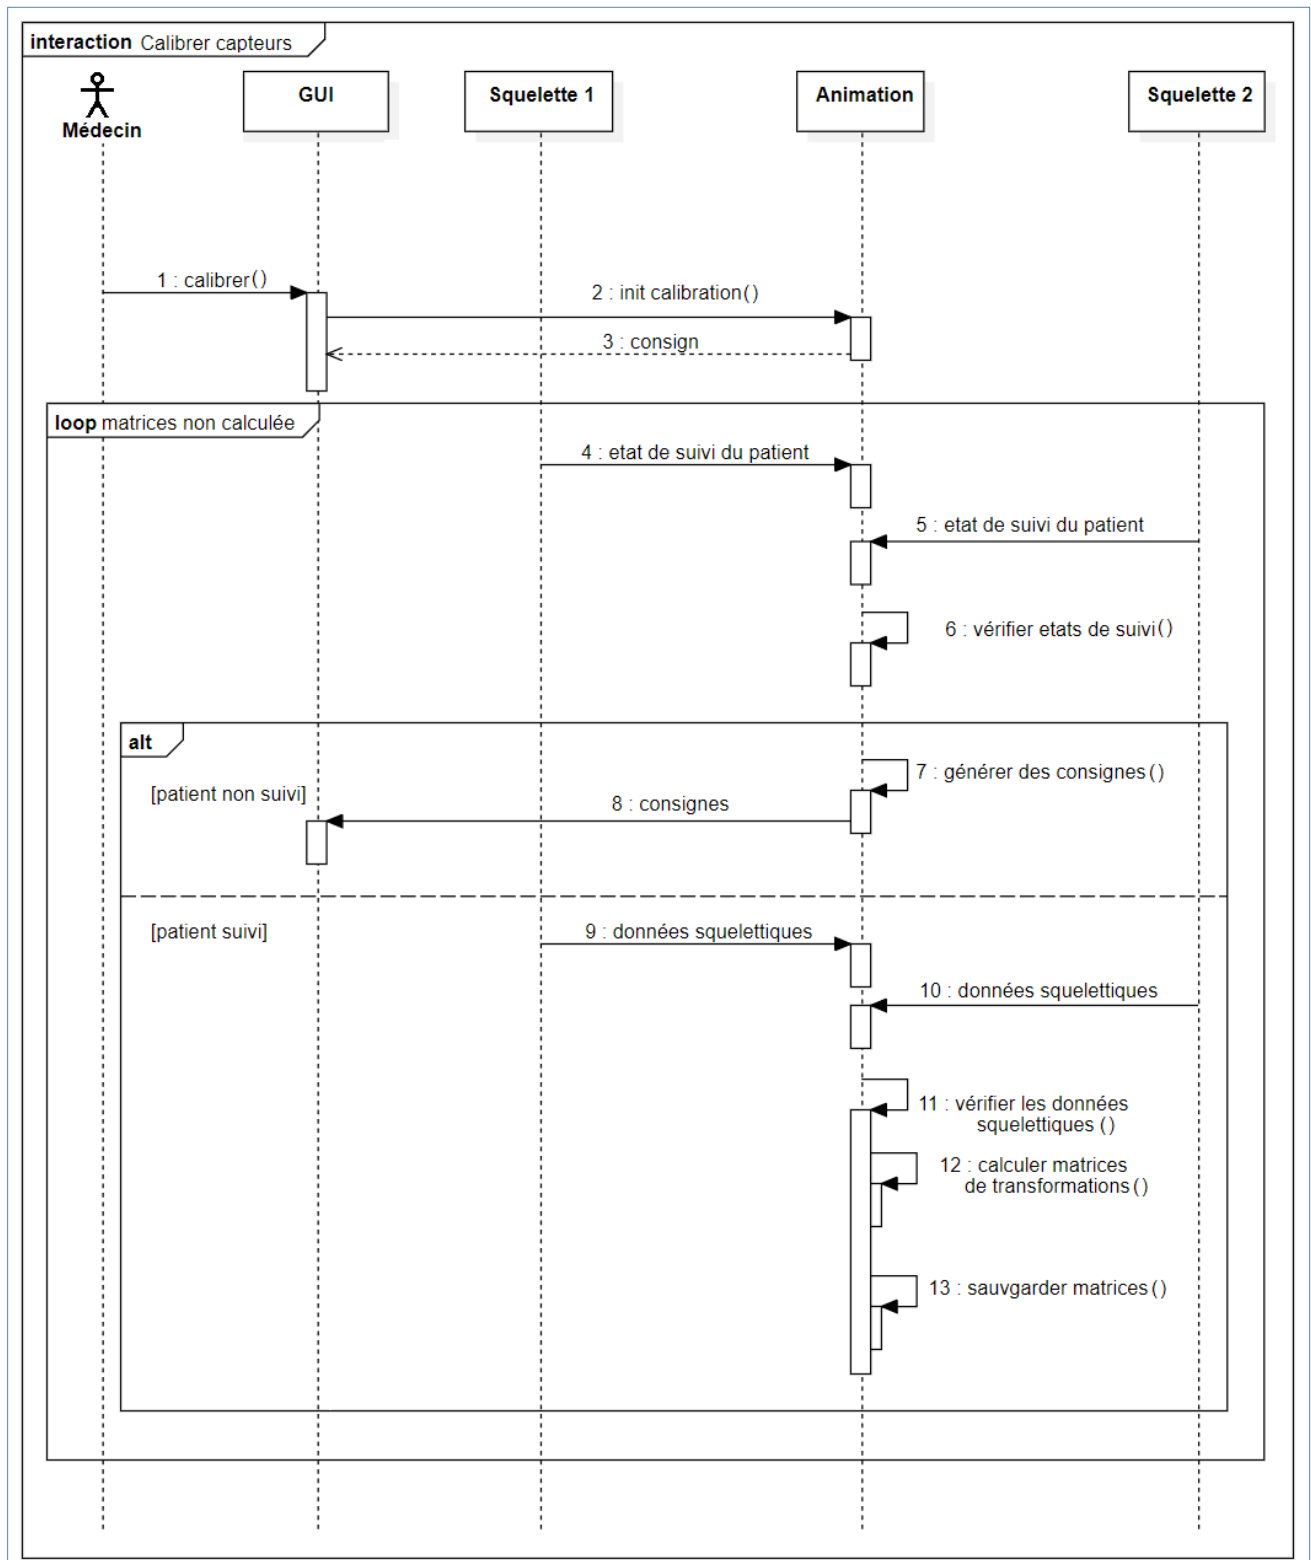 interaction Calibrer capteurs
Médecin
GUI
Squelette 1
Animation
Squelette 2
1 : calibrer()
2 : init calibration()
3 : consign
loop matrices non calculée
4 : etat de suivi du patient
5 : etat de suivi du patient
6 : vérifier etats de suivi()
alt
7 : générer des consignes()
[patient non suivi]
8 : consignes
[patient suivi]
9 : données squelettiques
10 : données squelettiques
11 : vérifier les données
squelettiques ()
12 : calculer matrices
de transformations()
13 : sauvgarder matrices()